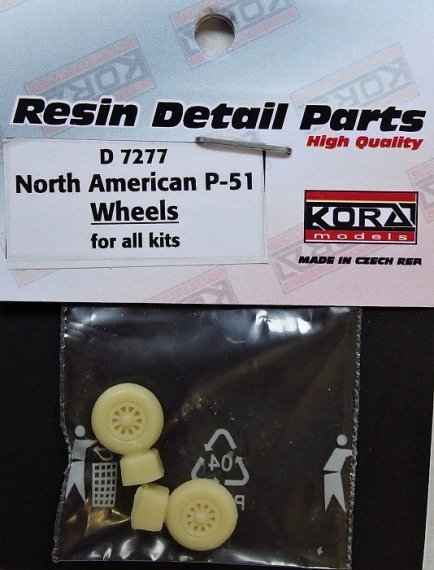 Resin Detail Parts
High Quality
D 7277
North American P-51
Wheels
for all kits
KORA
models
MADE IN CZECH REP.
04
P